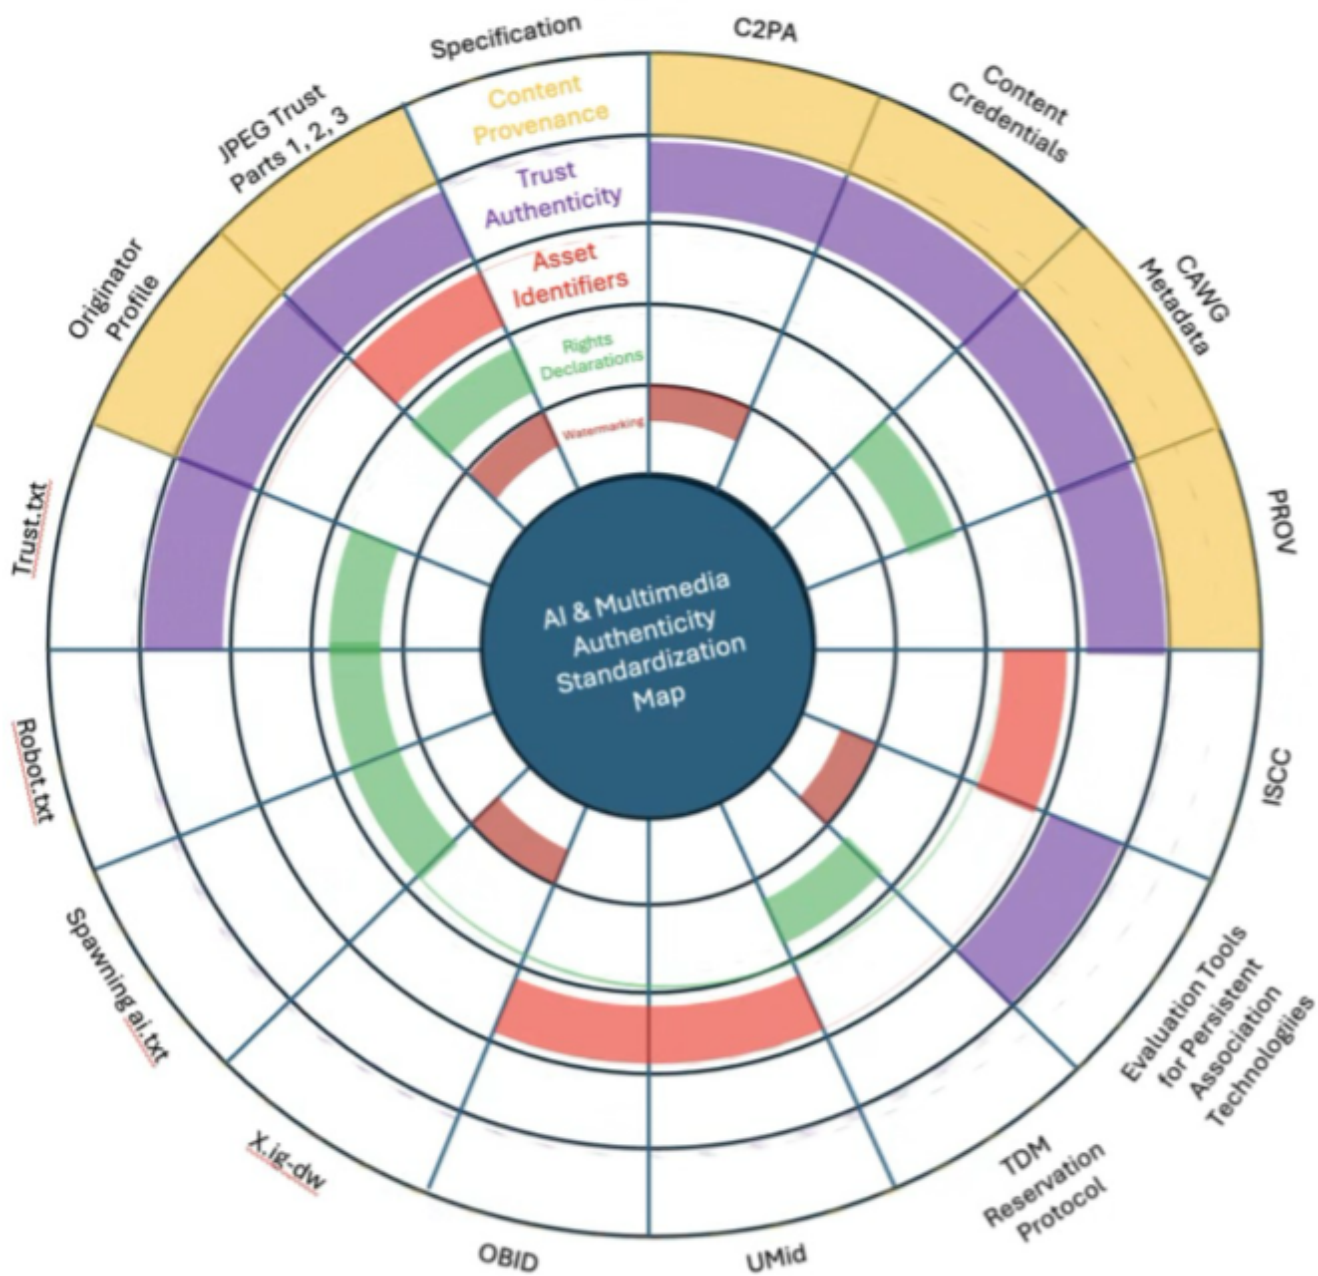 Specification
Content
Provenance
Trust
Authenticity
Asset
Identifiers
Rights
Declarations
Watermarking
C2PA
Content
Credentials
CAWG
Metadata
PROV
ISCC
Evaluation Tools
for Persistent
Association
Technologiies
TDM
Reservation
Protocol
UMid
OBID
X.ig-dw
Spawning ai.txt
Robot.txt
Trust.txt
Originator
Profile
JPEG Trust
Parts 1, 2, 3
AI & Multimedia
Authenticity
Standardization
Map